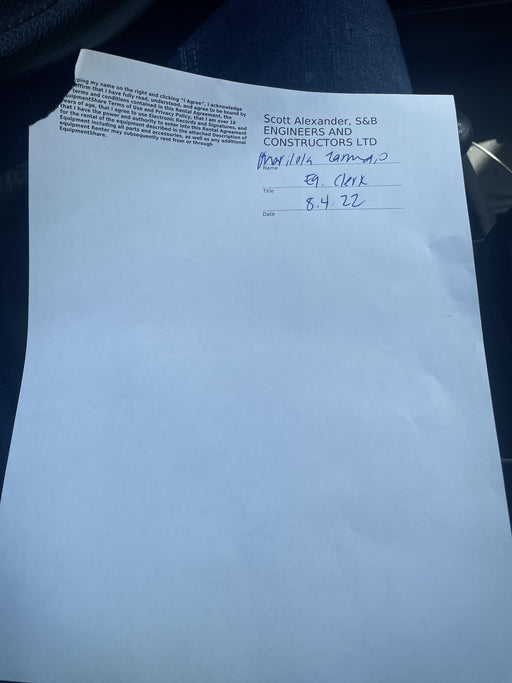 ping my name on the right and clicking "I Agree", I acknowledge
affirm that I have fully read, understood, and agree to be bound by
terms and conditions contained in this Rental Agreement, the
EquipmentShare Terms of Use and Privacy Policy, that I am over 18
years of age, that I agree to use Electronic Records and Signatures, and
that I have the power and authority to enter into this Rental Agreement
for the rental of the equipment described in the attached Description of
Equipment including all parts and accessories, as well as any additional
equipment Renter may subsequently rent from or through
EquipmentShare.
Scott Alexander, S&B
ENGINEERS AND
CONSTRUCTORS LTD
Name
Eq. Clerk
Title
8.4.22
Date